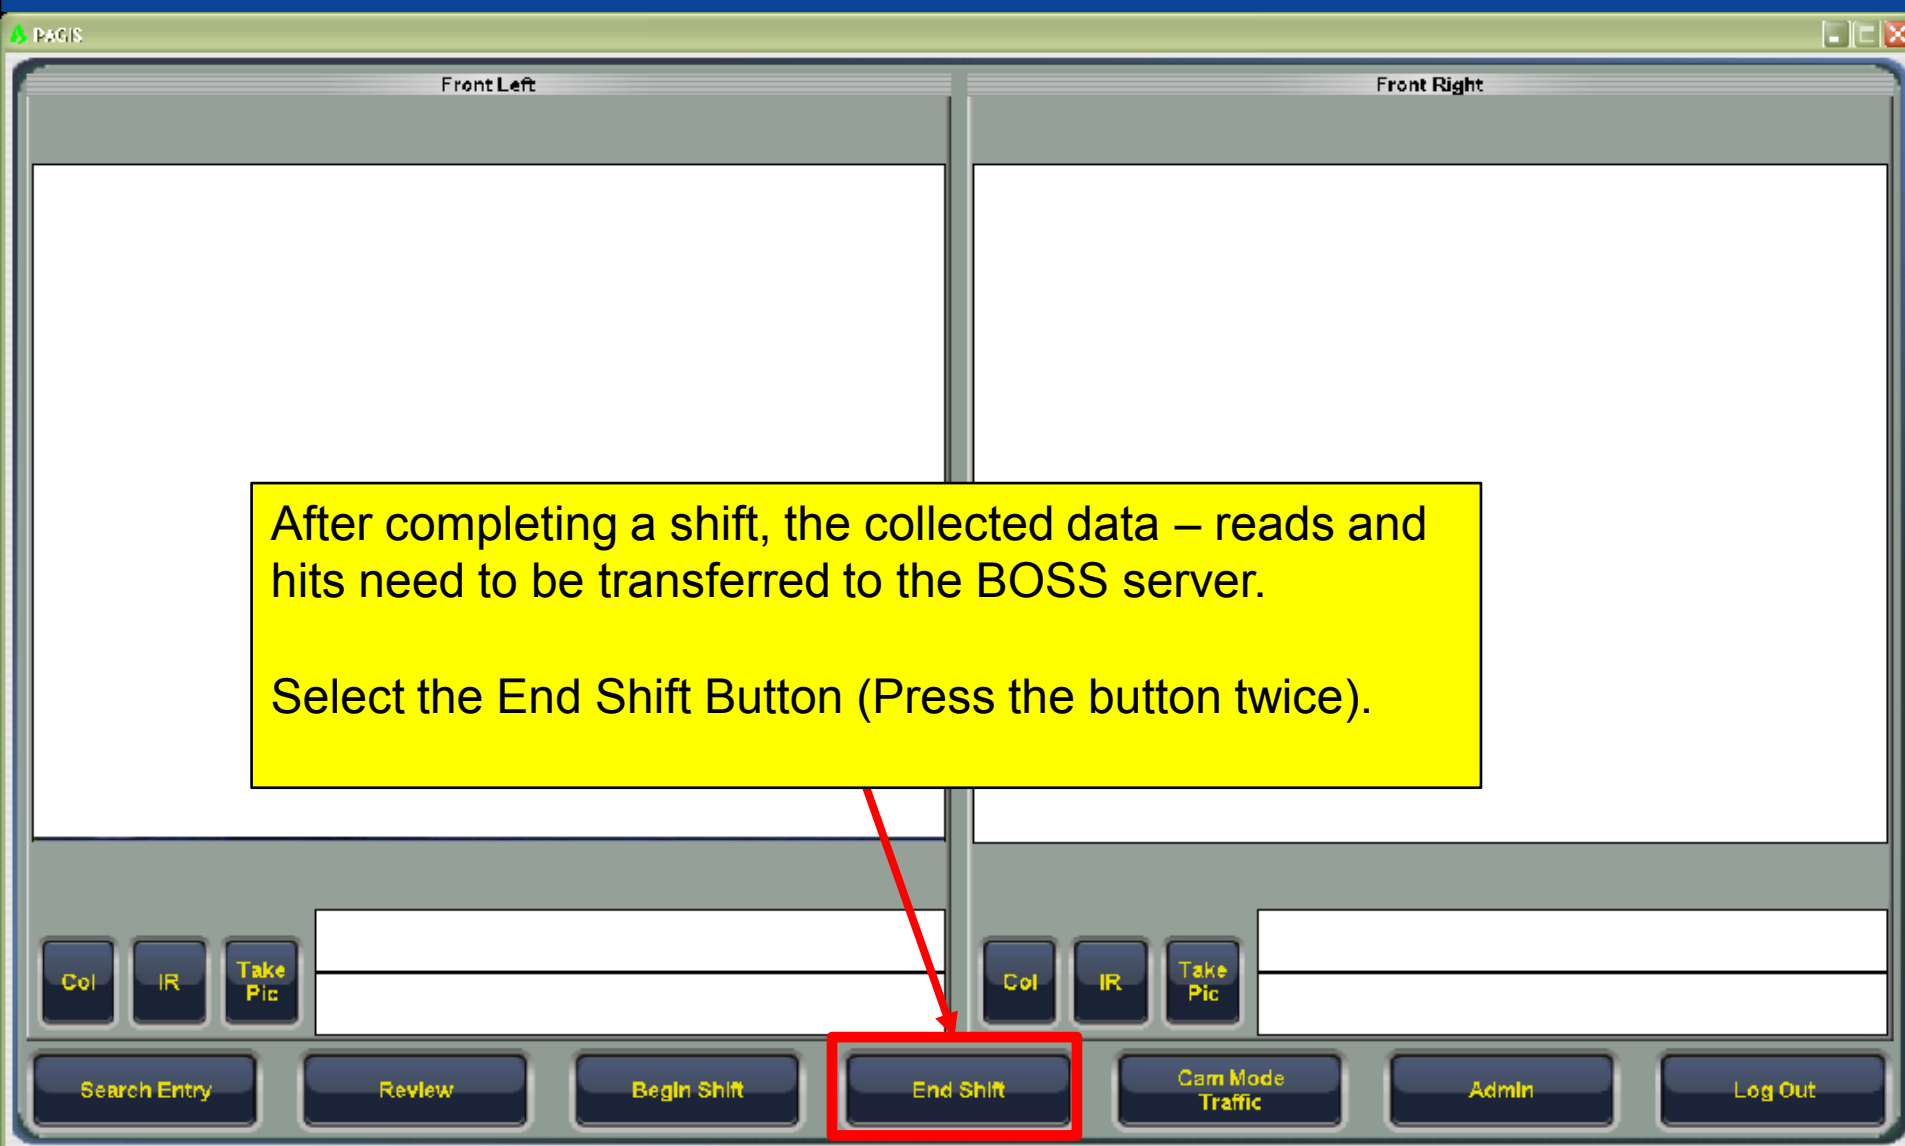 PAGIS
Front Left
Front Right
After completing a shift, the collected data – reads and
hits need to be transferred to the BOSS server.
Select the End Shift Button (Press the button twice).
Col
IR
Take
Pic
Col
IR
Take
Pic
Search Entry
Review
Begin Shift
End Shift
Cam Mode
Traffic
Admin
Log Out